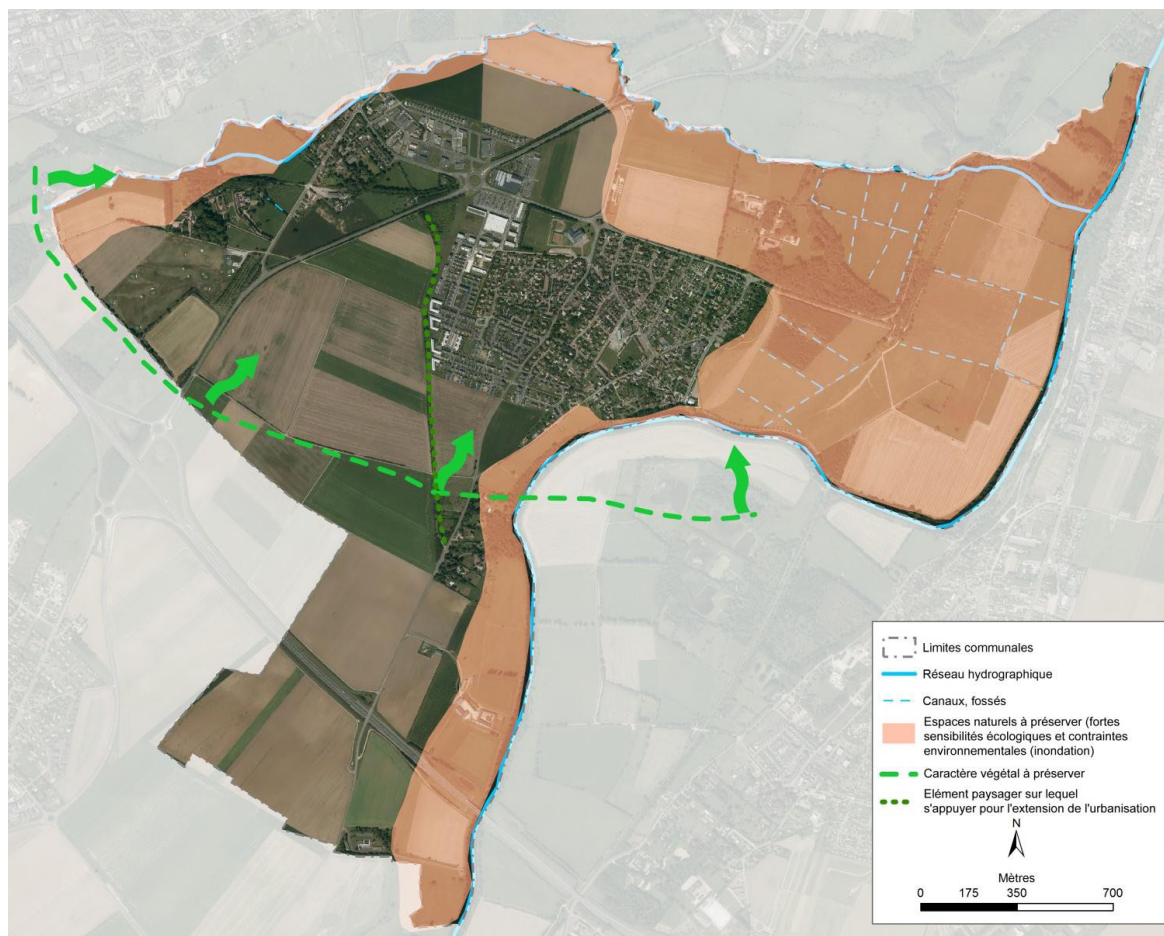 Limites communales
Réseau hydrographique
Canaux, fossés
Espaces naturels à préserver (fortes
sensibilités écologiques et contraintes
environnementales (inondation)
Caractère végétal à préserver
Elément paysager sur lequel
s'appuyer pour l'extension de l'urbanisation
N
Mètres
0 175 350 700